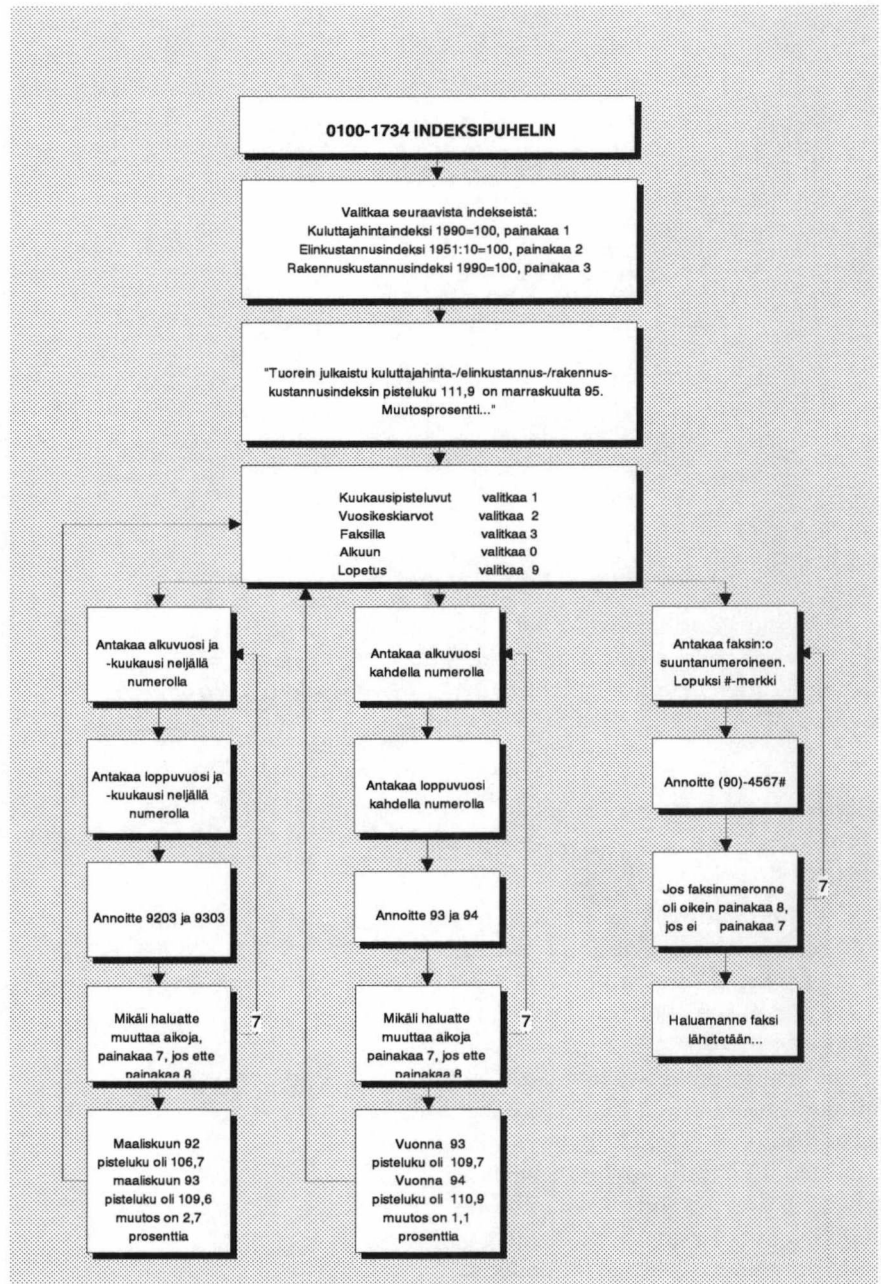 0100-1734 INDEKSIPUHELIN
Valitkaa seuraavista indekseistä:
Kuluttajahintaindeksi 1990=100, painakaa 1
Elinkustannusindeksi 1951:10=100, painakaa 2
Rakennuskustannusindeksi 1990=100, painakaa 3
"Tuorein julkaistu kuluttajahinta-/elinkustannus-/rakennus-
kustannusindeksin pisteluku 111,9 on marraskuulta 95.
Muutosprosentti..."
Kuukausipisteluvut valitkaa 1
Vuosikeskiarvot valitkaa 2
Faksilla valitkaa 3
Alkuun valitkaa 0
Lopetus valitkaa 9
Antakaa alkuvuosi ja
-kuukausi neljällä
numerolla
Antakaa loppuvuosi ja
-kuukausi neljällä
numerolla
Annoitte 9203 ja 9303
Mikäli haluatte
muuttaa aikoja,
painakaa 7, jos ette
painakaa 8
7
Maaliskuun 92
pisteluku oli 106,7
maaliskuun 93
pisteluku oli 109,6
muutos on 2,7
prosenttia
Antakaa alkuvuosi
kahdella numerolla
Antakaa loppuvuosi
kahdella numerolla
Annoitte 93 ja 94
Mikäli haluatte
muuttaa aikoja
painakaa 7, jos ette
painakaa 8
7
Vuonna 93
pisteluku oli 109,7
Vuonna 94
pisteluku oli 110,9
muutos on 1,1
prosenttia
Antakaa faksin:o
suuntanumeroineen.
Lopuksi #-merkki
Annoitte (90)-4567#
Jos faksinumeronne
oli oikein painakaa 8,
jos ei painakaa 7
7
Haluamanne faksi
lähetetään...